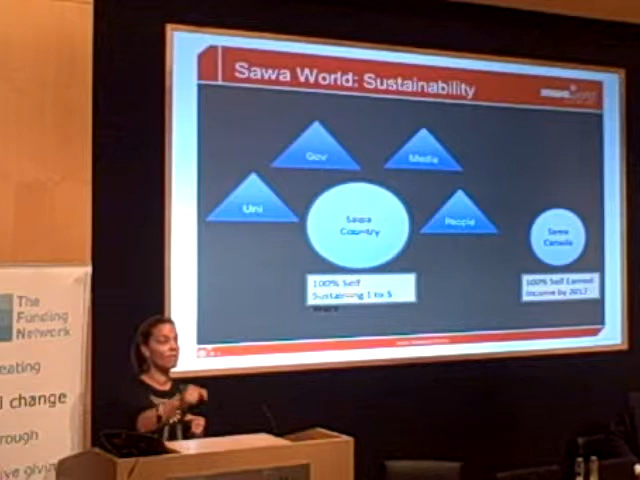 Sawa World: Sustainability
Gov
Media
Uni
Sawa
Country
People
Sawa
Canada
100% Self
Sustaining 1 to 5
Years
100% Self Earned
Income by 2017
The
Funding
Network
eating
l change
rough
ive givin